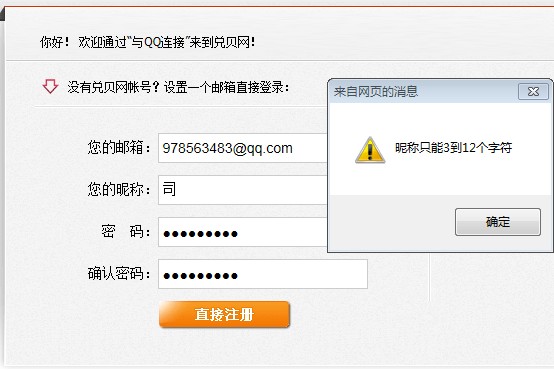 你好！欢迎通过“与QQ连接”来到兑贝网！
没有兑贝网帐号？设置一个邮箱直接登录：
来自网页的消息
昵称只能3到12个字符
确定
您的邮箱：978563483@qq.com
您的昵称：司
密 码：●●●●●●●●●
确认密码：●●●●●●●●●
直接注册